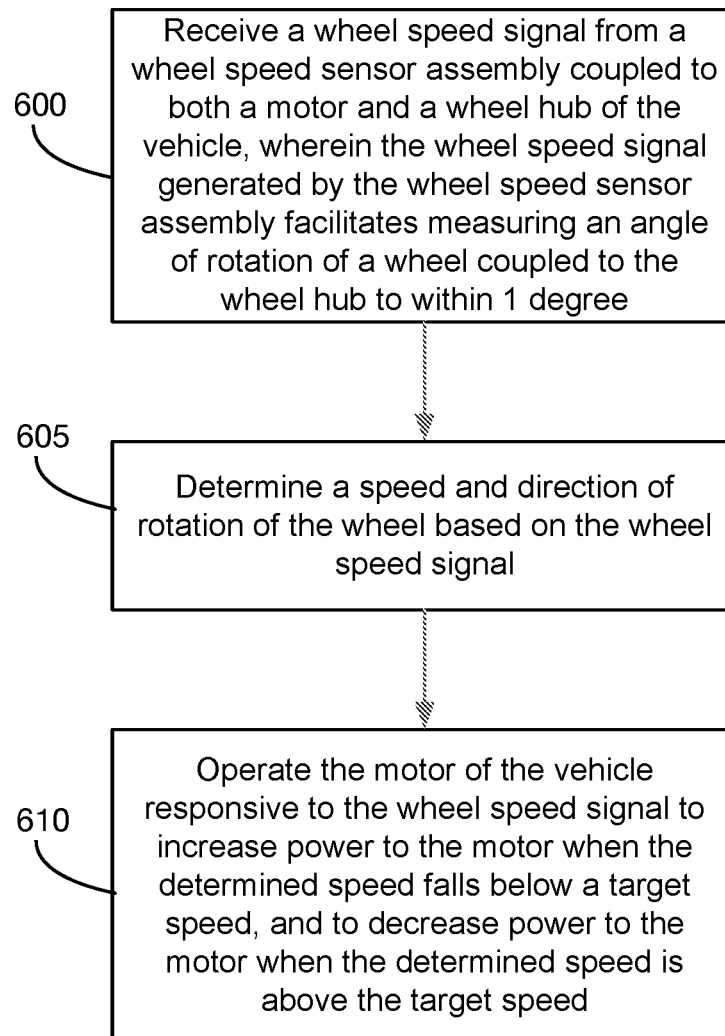 Receive a wheel speed signal from a
wheel speed sensor assembly coupled to
both a motor and a wheel hub of the
vehicle, wherein the wheel speed signal
generated by the wheel speed sensor
assembly facilitates measuring an angle
of rotation of a wheel coupled to the
wheel hub to within 1 degree
600
605
Determine a speed and direction of
rotation of the wheel based on the wheel
speed signal
610
Operate the motor of the vehicle
responsive to the wheel speed signal to
increase power to the motor when the
determined speed falls below a target
speed, and to decrease power to the
motor when the determined speed is
above the target speed